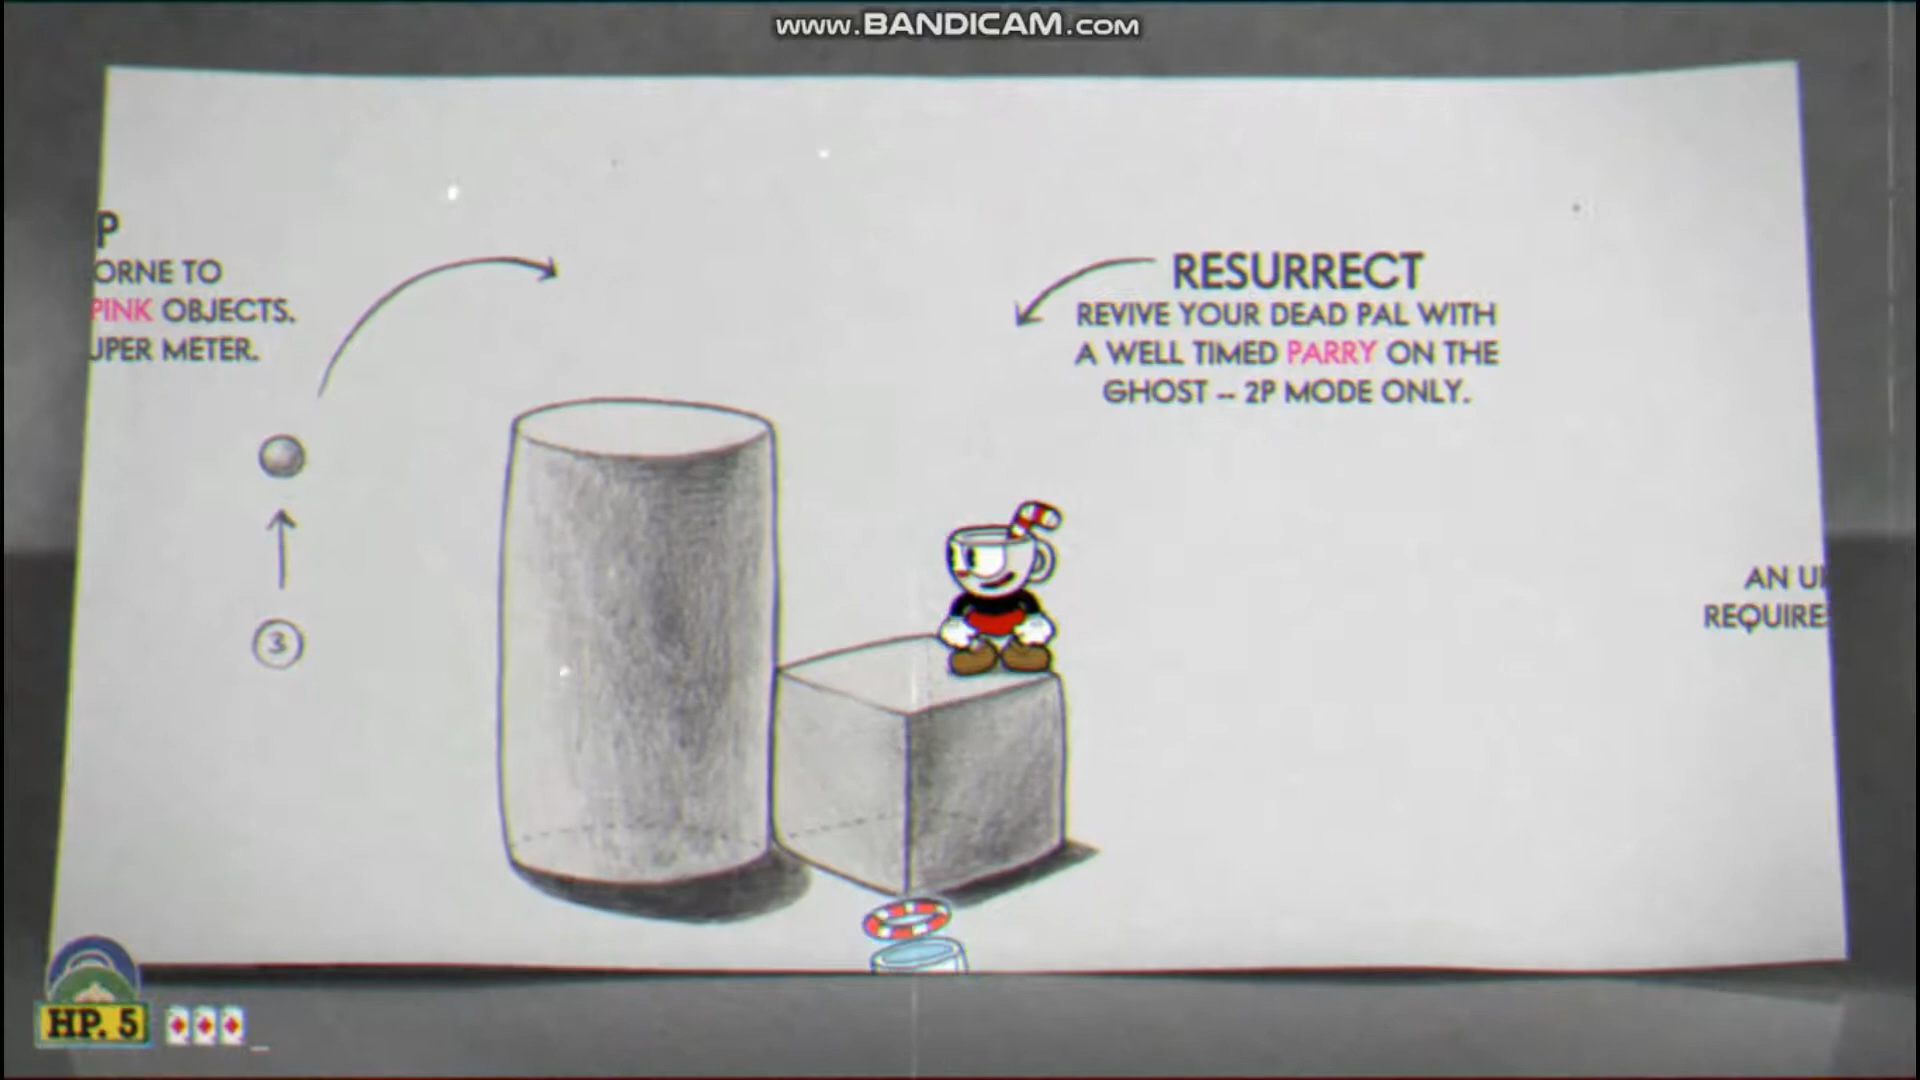 www.BANDICAM.com
P
ORNE TO
PINK OBJECTS.
UPER METER.
3
RESURRECT
REVIVE YOUR DEAD PAL WITH
A WELL TIMED PARRY ON THE
GHOST -- 2P MODE ONLY.
AN U
REQUIRE
HP. 5